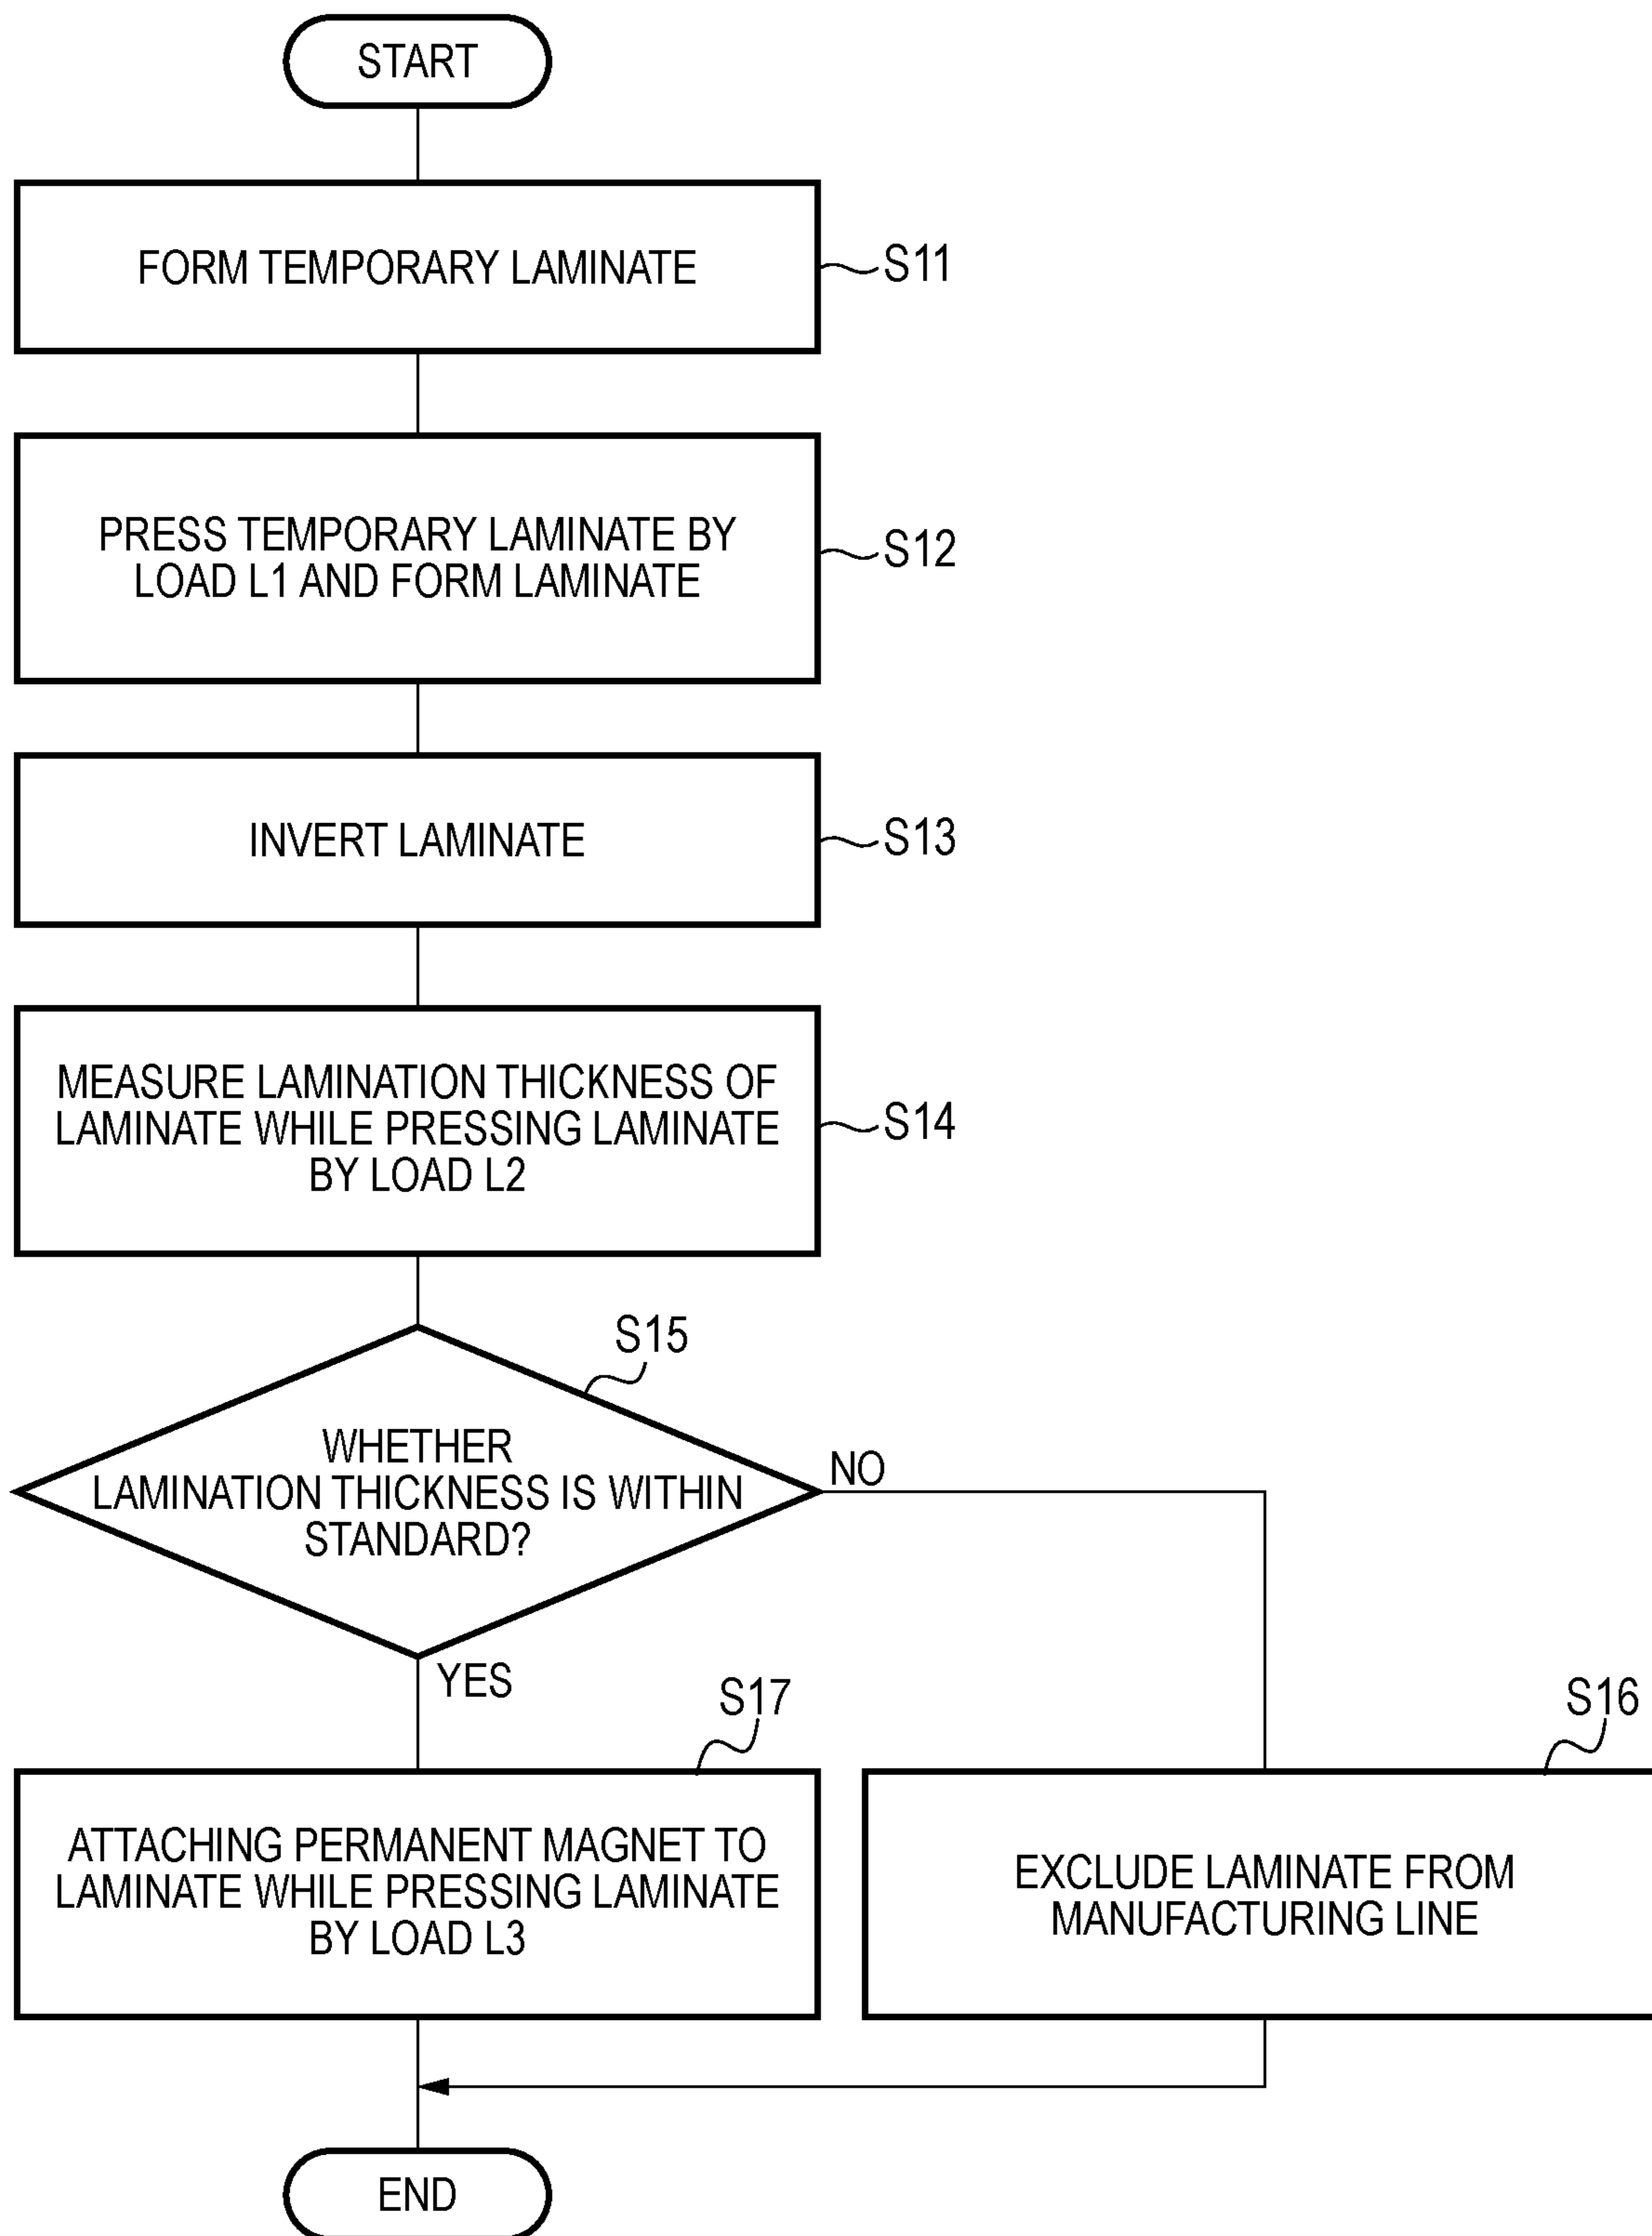 START
FORM TEMPORARY LAMINATE
S11
PRESS TEMPORARY LAMINATE BY
LOAD L1 AND FORM LAMINATE
S12
INVERT LAMINATE
S13
MEASURE LAMINATION THICKNESS OF
LAMINATE WHILE PRESSING LAMINATE
BY LOAD L2
S14
S15
WHETHER
LAMINATION THICKNESS IS WITHIN
STANDARD?
NO
YES
S17
ATTACHING PERMANENT MAGNET TO
LAMINATE WHILE PRESSING LAMINATE
BY LOAD L3
S16
EXCLUDE LAMINATE FROM
MANUFACTURING LINE
END